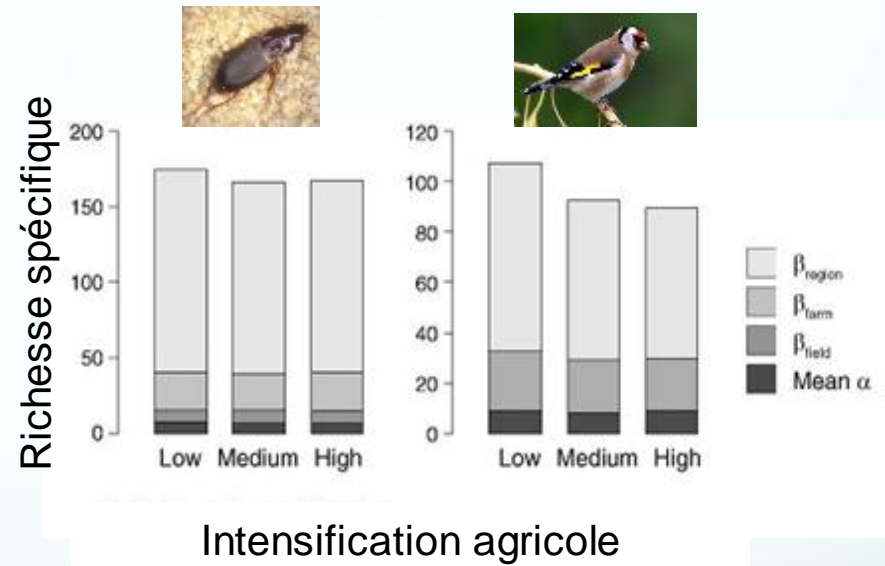 Richesse spécifique
200
150
100
50
0
Low Medium High
120
100
80
60
40
20
0
Low Medium High
βregion
βfarm
βfield
Mean α
Intensification agricole